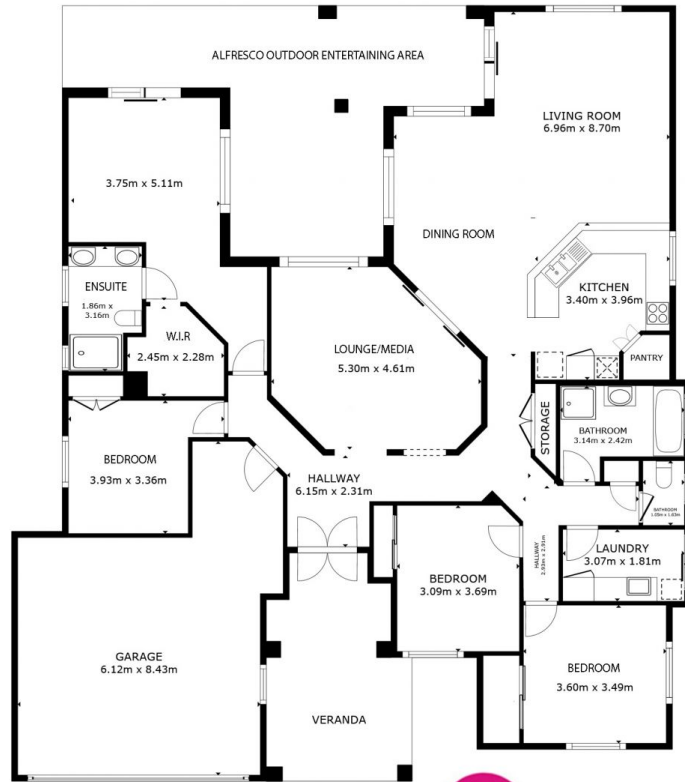 ALFRESCO OUTDOOR ENTERTAINING AREA
LIVING ROOM
6.96m x 8.70m
3.75m x 5.11m
DINING ROOM
ENSUITE
1.86m x
3.16m
KITCHEN
3.40m x 3.96m
W.I.R
2.45m x 2.28m
LOUNGE/MEDIA
5.30m x 4.61m
PANTRY
STORAGE
BATHROOM
3.14m x 2.42m
BEDROOM
3.93m x 3.36m
HALLWAY
6.15m x 2.31m
BATHROOM
HALLWAY
2.93m x 2.91m
LAUNDRY
3.07m x 1.81m
BEDROOM
3.09m x 3.69m
GARAGE
6.12m x 8.43m
BEDROOM
3.60m x 3.49m
VERANDA